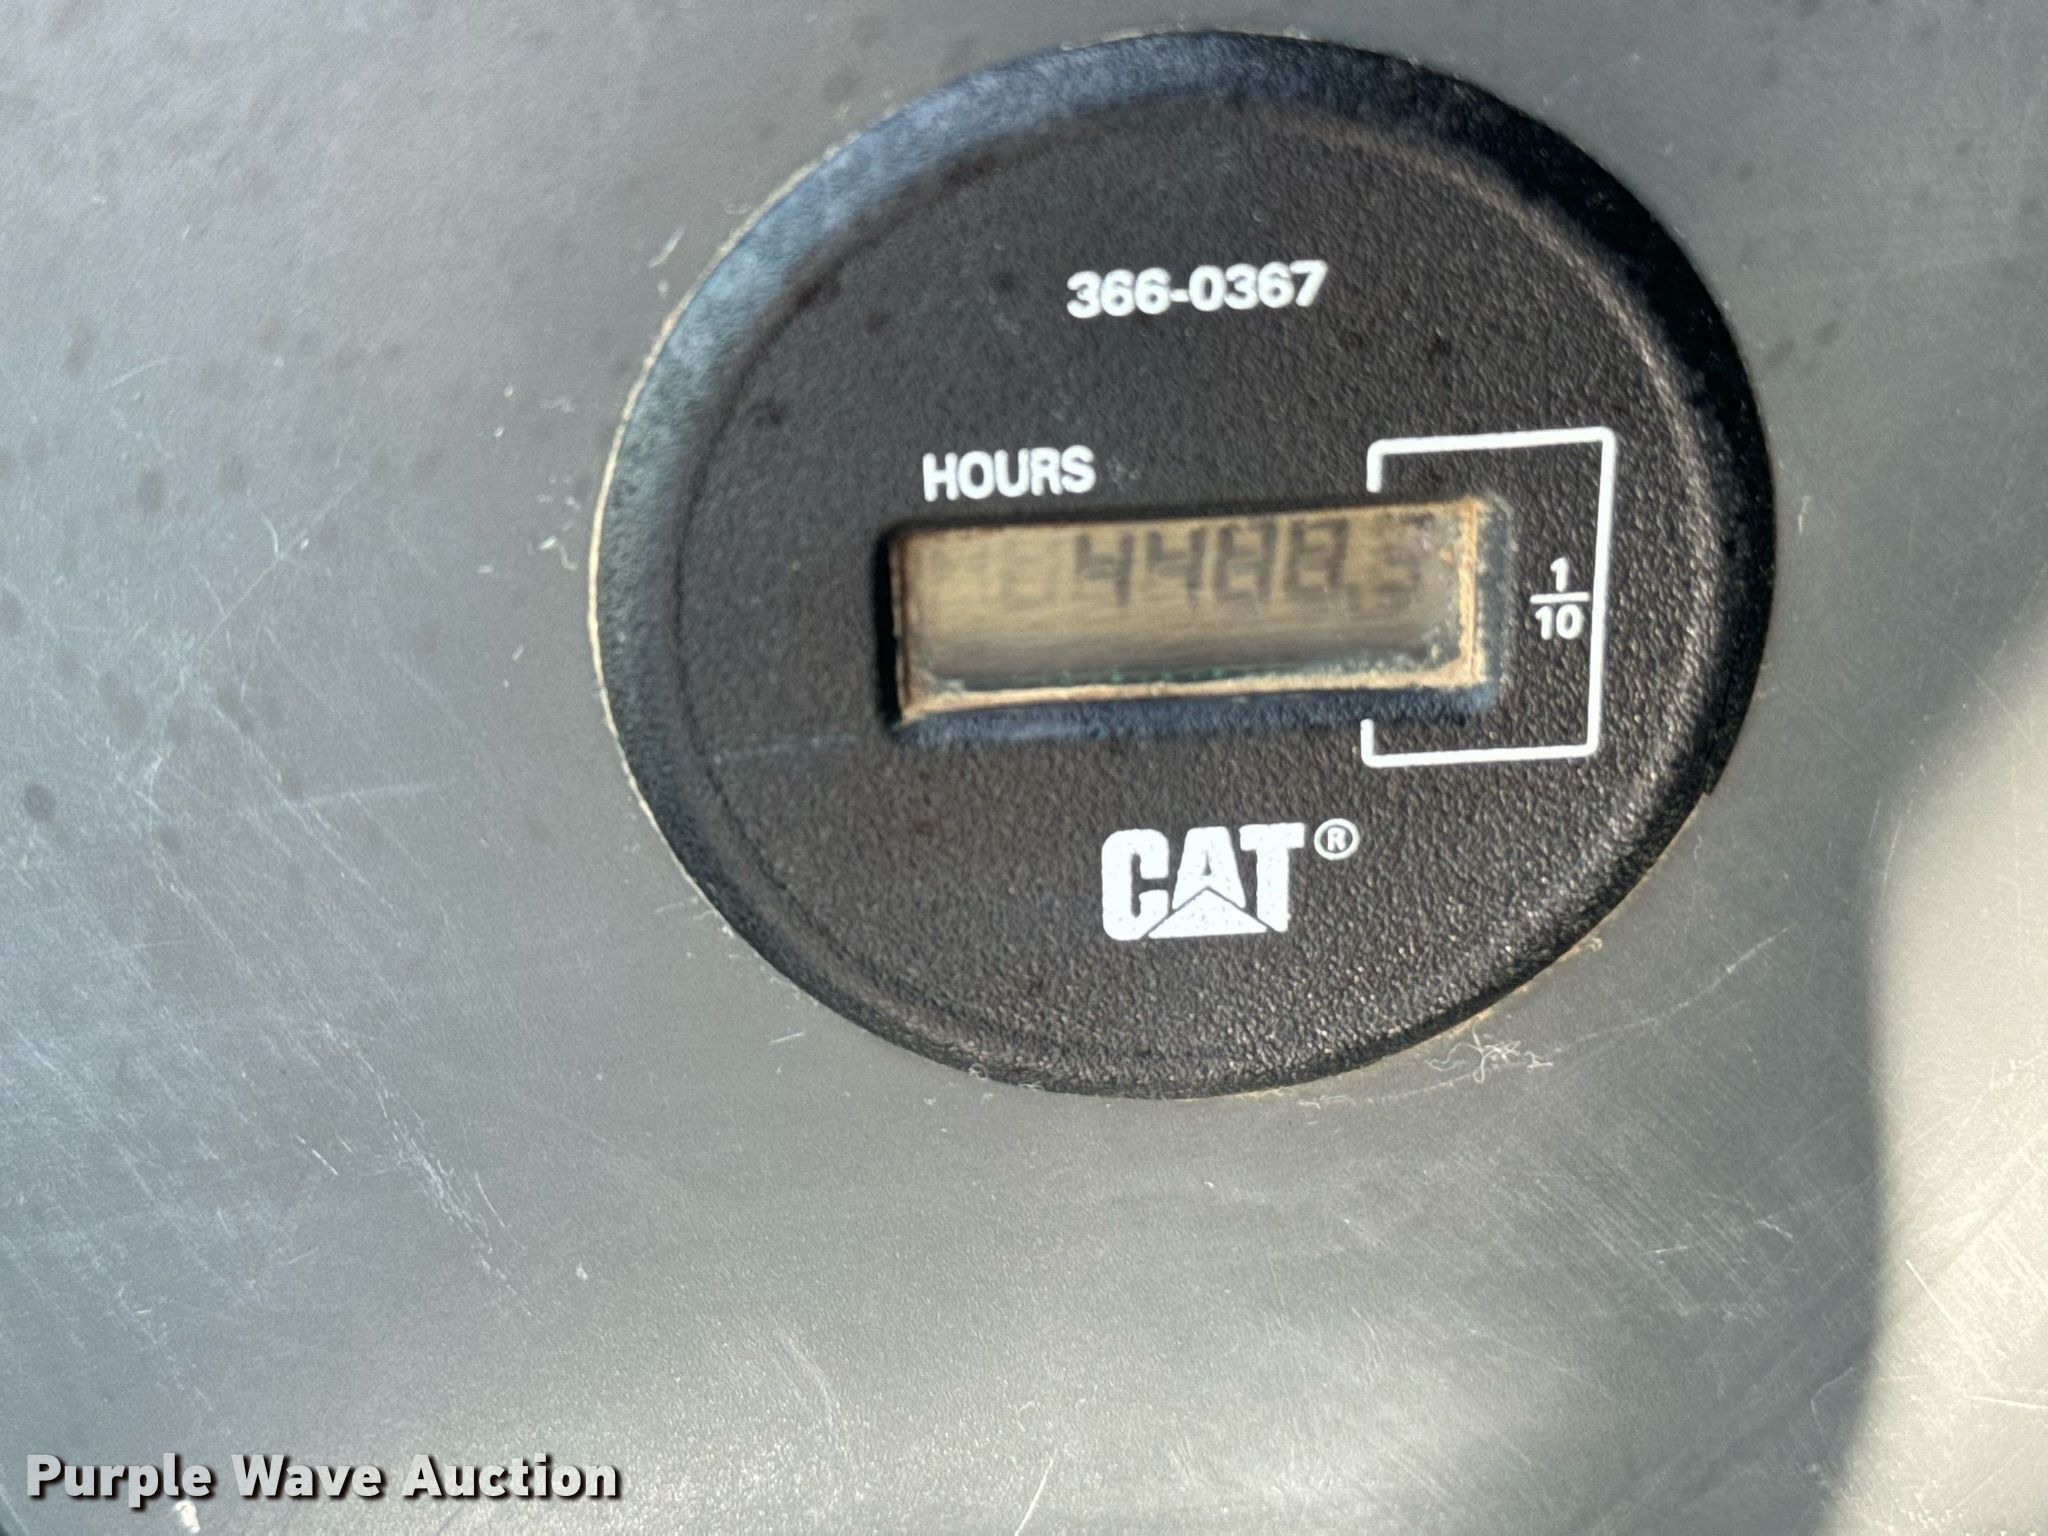 366-0367
HOURS
1
10
CAT®
Purple Wave Auction